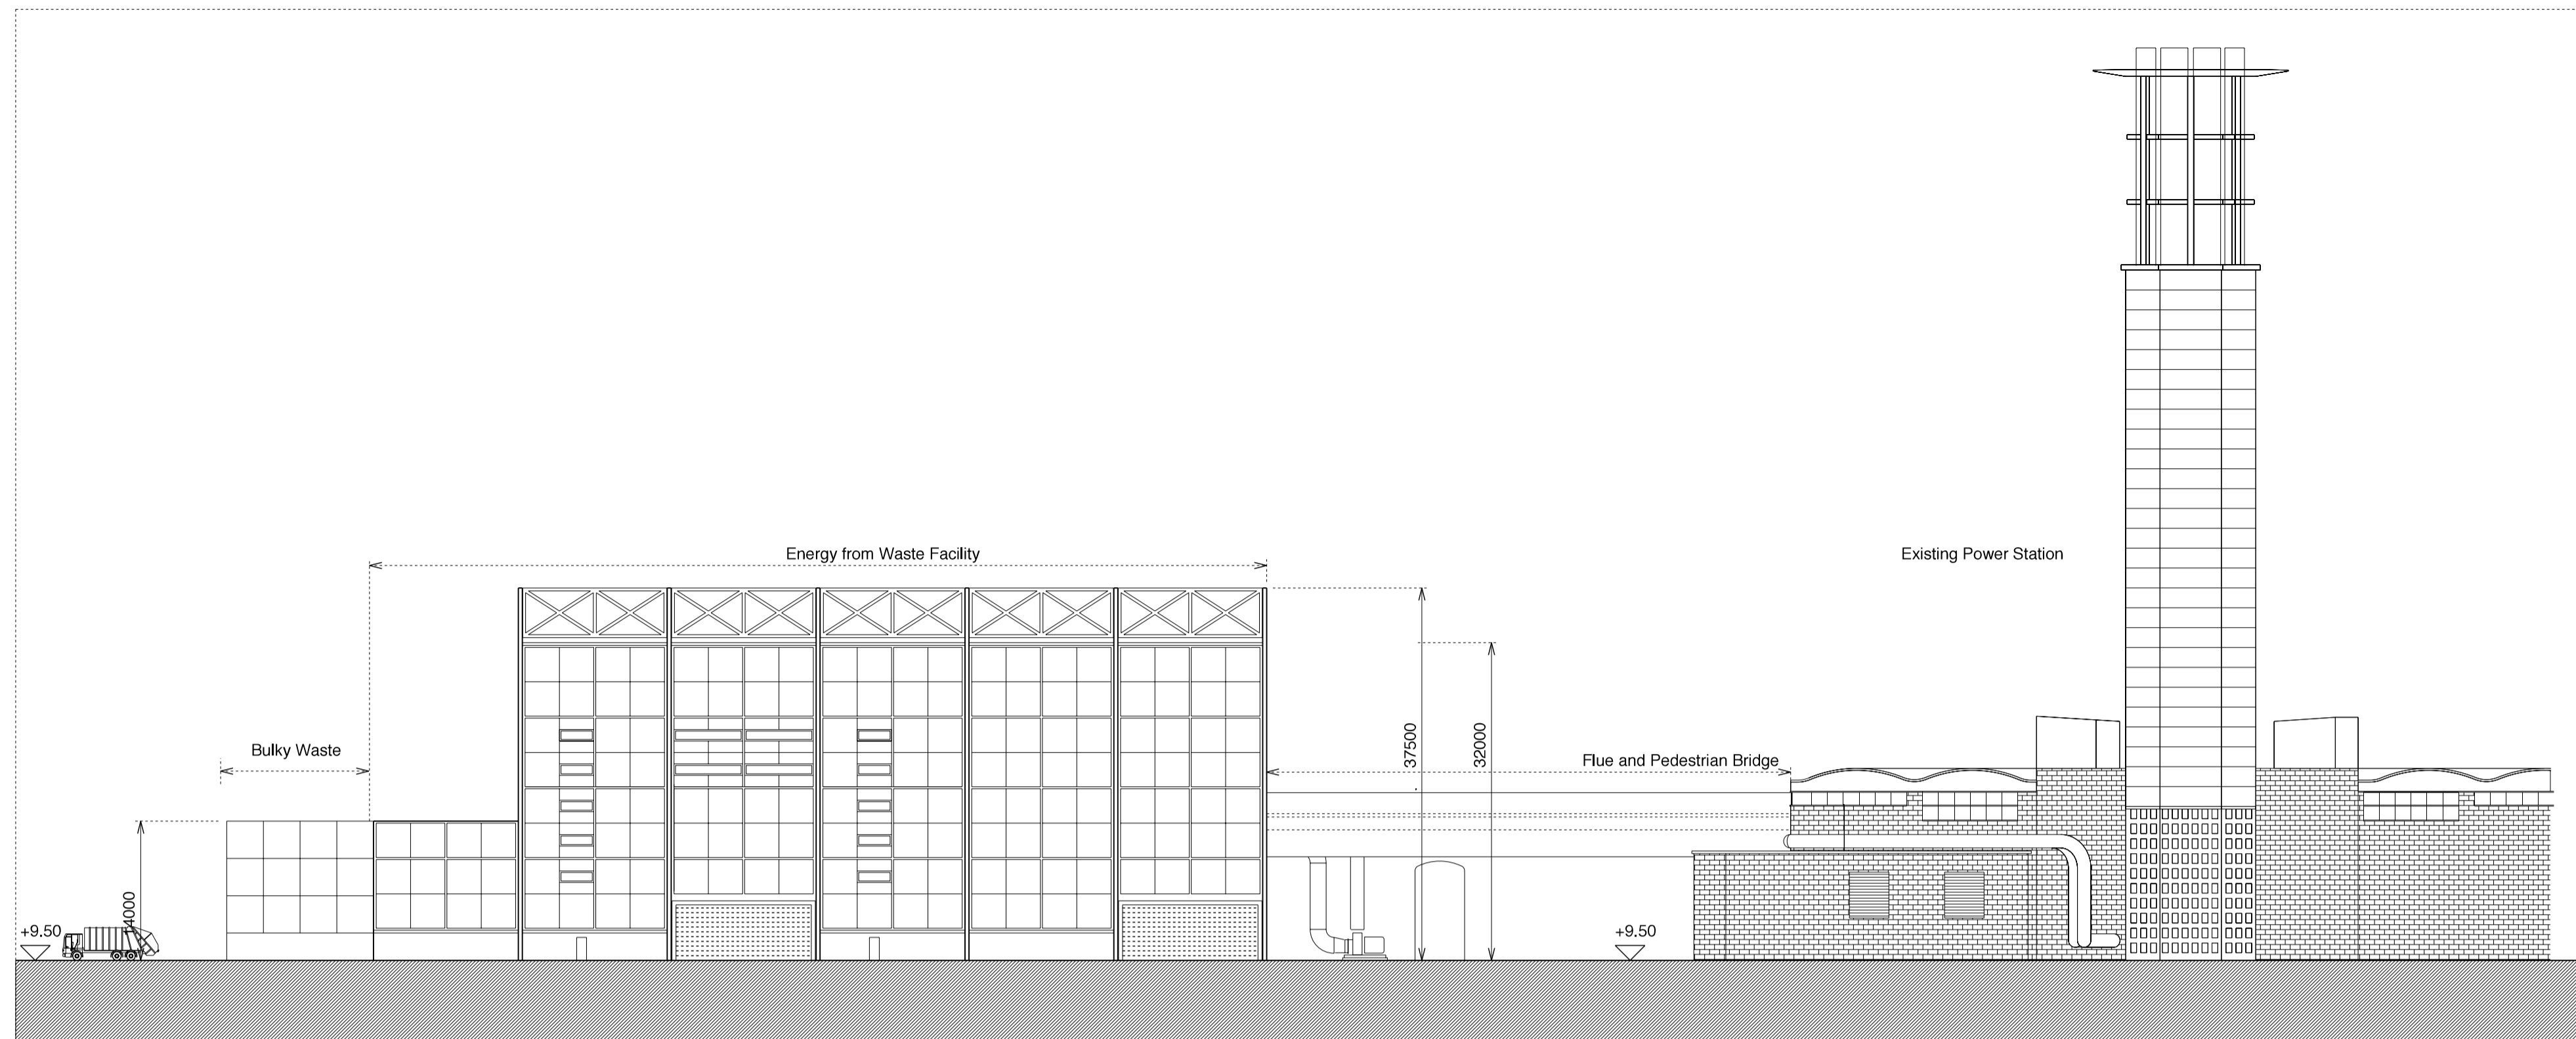 Energy from Waste Facility
Existing Power Station
Bulky Waste
Flue and Pedestrian Bridge
37500
32000
14000
+9.50
+9.50